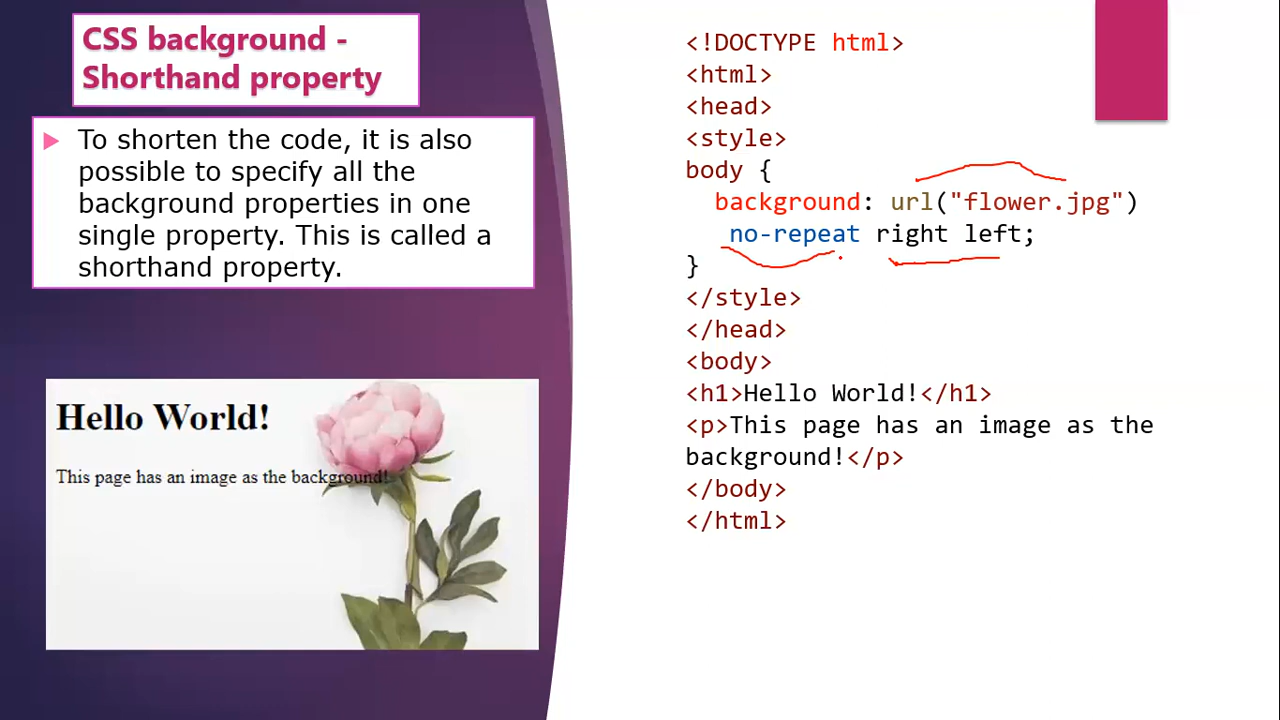 CSS background -
Shorthand property
To shorten the code, it is also
possible to specify all the
background properties in one
single property. This is called a
shorthand property.
Hello World!
This page has an image as the background!
<!DOCTYPE html>
<html>
<head>
<style>
body {
background: url("flower.jpg")
no-repeat right left;
}
</style>
</head>
<body>
<h1>Hello World!</h1>
<p>This page has an image as the
background!</p>
</body>
</html>